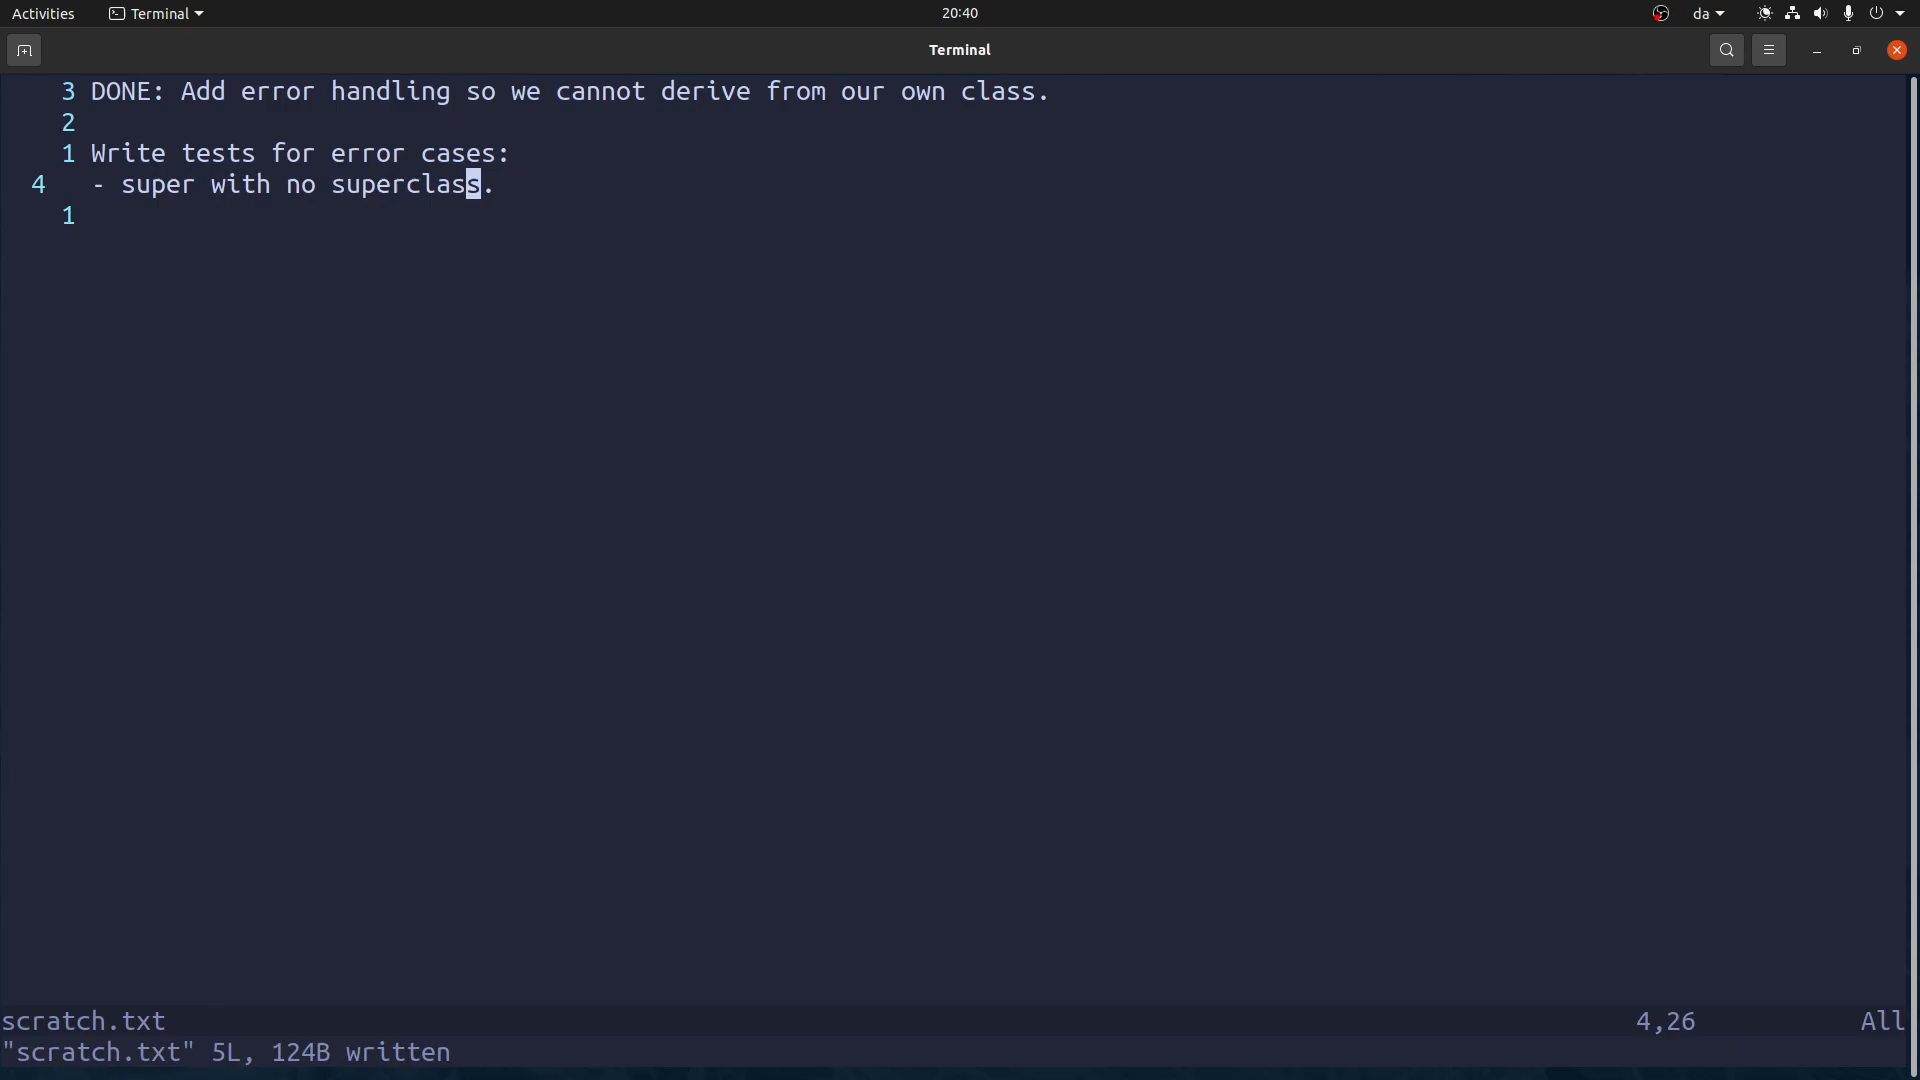 Activities Terminal 20:40 da
Terminal
3 DONE: Add error handling so we cannot derive from our own class.
2
1 Write tests for error cases:
4 - super with no superclass.
1
scratch.txt 4,26 All
"scratch.txt" 5L, 124B written